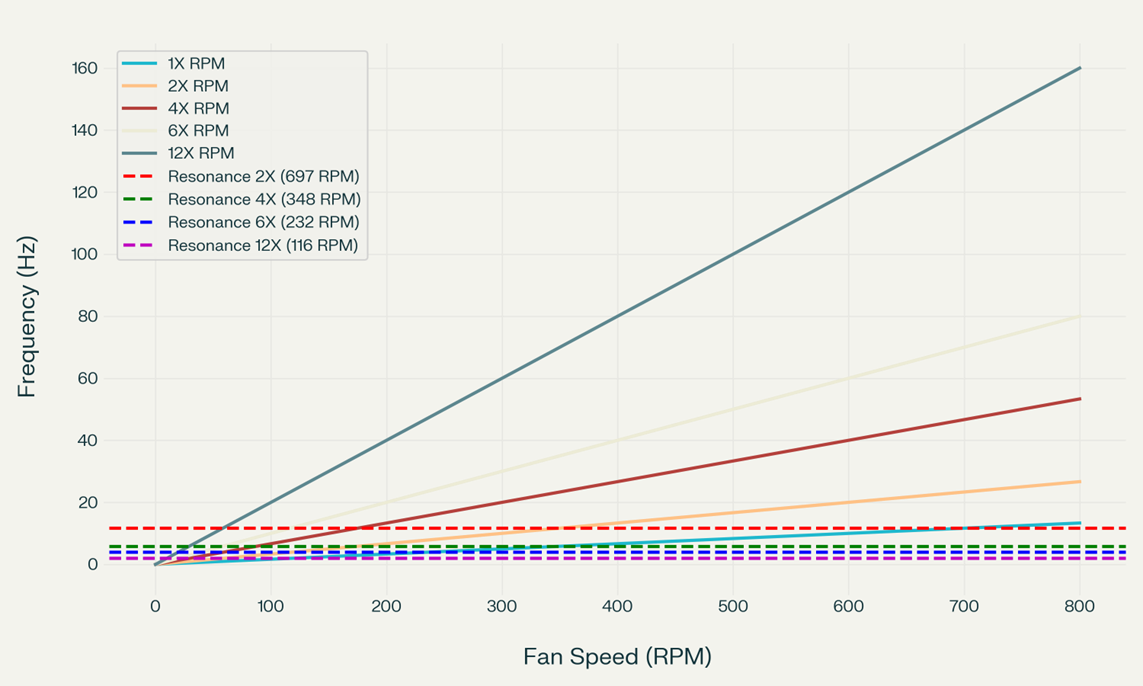 160
140
120
100
80
60
40
20
0
Frequency (Hz)
1X RPM
2X RPM
4X RPM
6X RPM
12X RPM
Resonance 2X (697 RPM)
Resonance 4X (348 RPM)
Resonance 6X (232 RPM)
Resonance 12X (116 RPM)
0 100 200 300 400 500 600 700 800
Fan Speed (RPM)